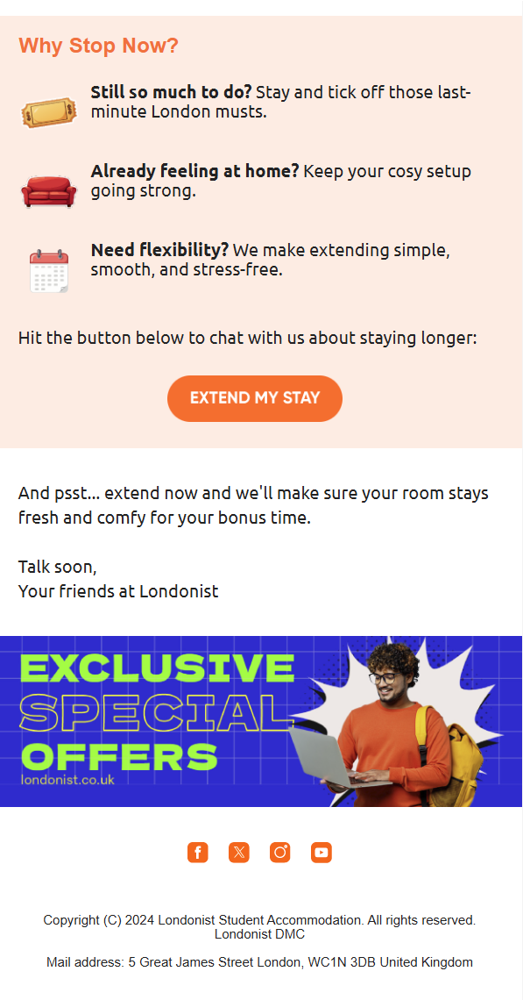 Why Stop Now?
Still so much to do? Stay and tick off those last-
minute London musts.
Already feeling at home? Keep your cosy setup
going strong.
Need flexibility? We make extending simple,
smooth, and stress-free.
Hit the button below to chat with us about staying longer:
EXTEND MY STAY
And psst... extend now and we'll make sure your room stays
fresh and comfy for your bonus time.
Talk soon,
Your friends at Londonist
EXCLUSIVE
SPECIAL
OFFERS
londonist.co.uk
Copyright (C) 2024 Londonist Student Accommodation. All rights reserved.
Londonist DMC
Mail address: 5 Great James Street London, WC1N 3DB United Kingdom